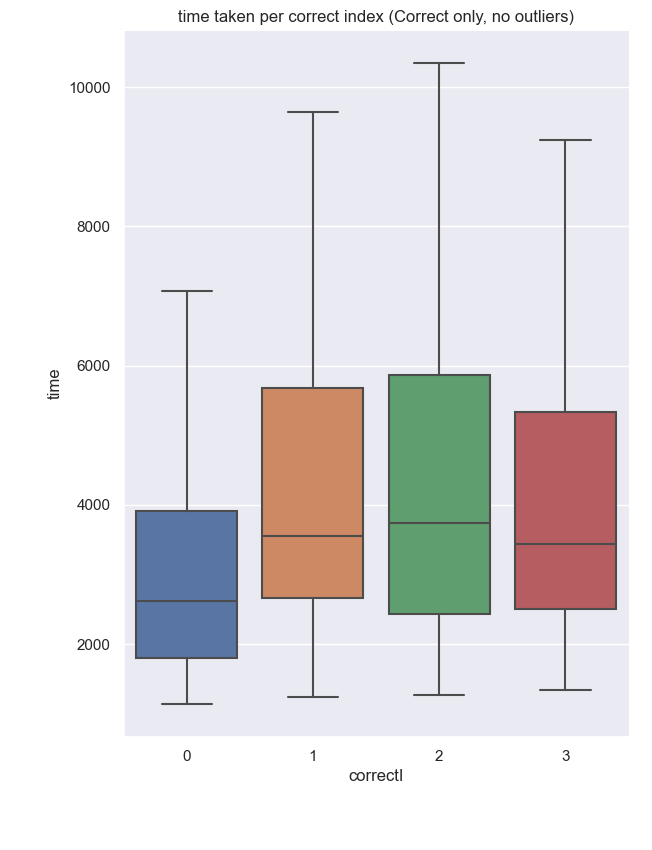 time taken per correct index (Correct only, no outliers)
10000
8000
6000
4000
2000
time
0 1 2 3
correctI